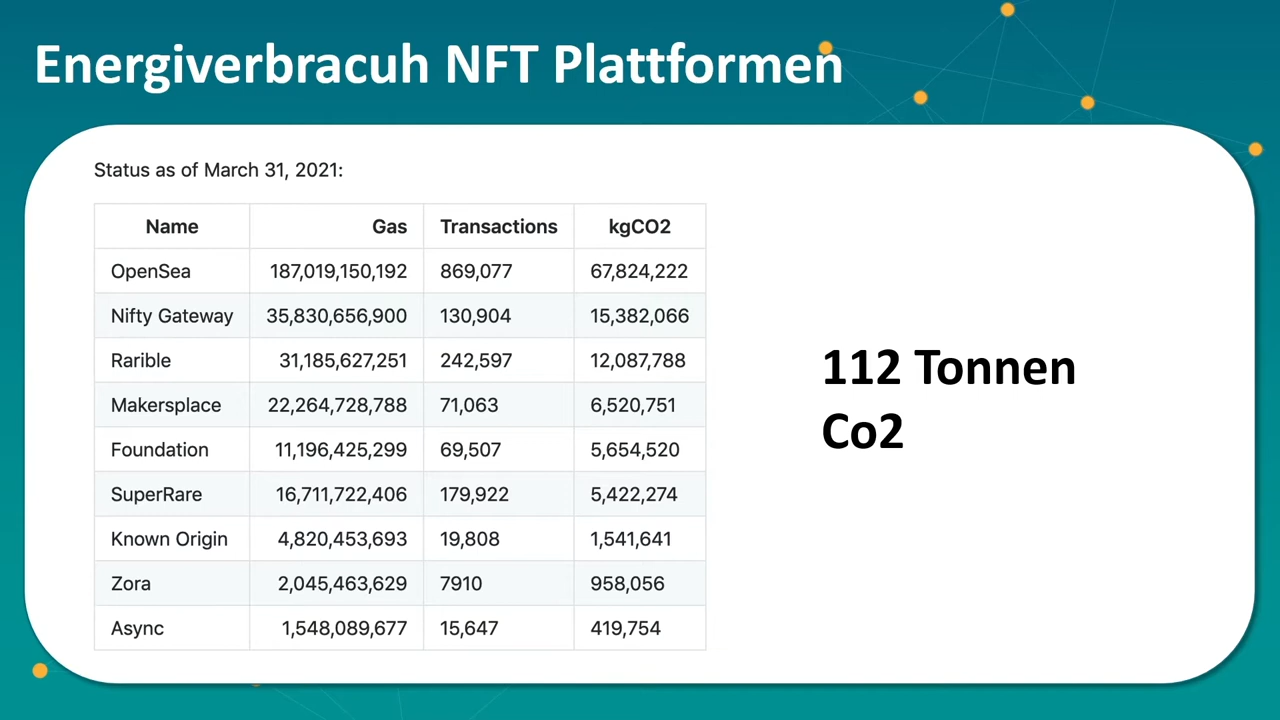 Energiverbracuh NFT Plattformen
Status as of March 31, 2021:
Name Gas Transactions kgCO2
OpenSea 187,019,150,192 869,077 67,824,222
Nifty Gateway 35,830,656,900 130,904 15,382,066
Rarible 31,185,627,251 242,597 12,087,788
Makersplace 22,264,728,788 71,063 6,520,751
Foundation 11,196,425,299 69,507 5,654,520
SuperRare 16,711,722,406 179,922 5,422,274
Known Origin 4,820,453,693 19,808 1,541,641
Zora 2,045,463,629 7910 958,056
Async 1,548,089,677 15,647 419,754
112 Tonnen
Co2